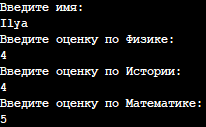 Введите имя:
Ilya
Введите оценку по Физике:
4
Введите оценку по Истории:
4
Введите оценку по Математике:
5